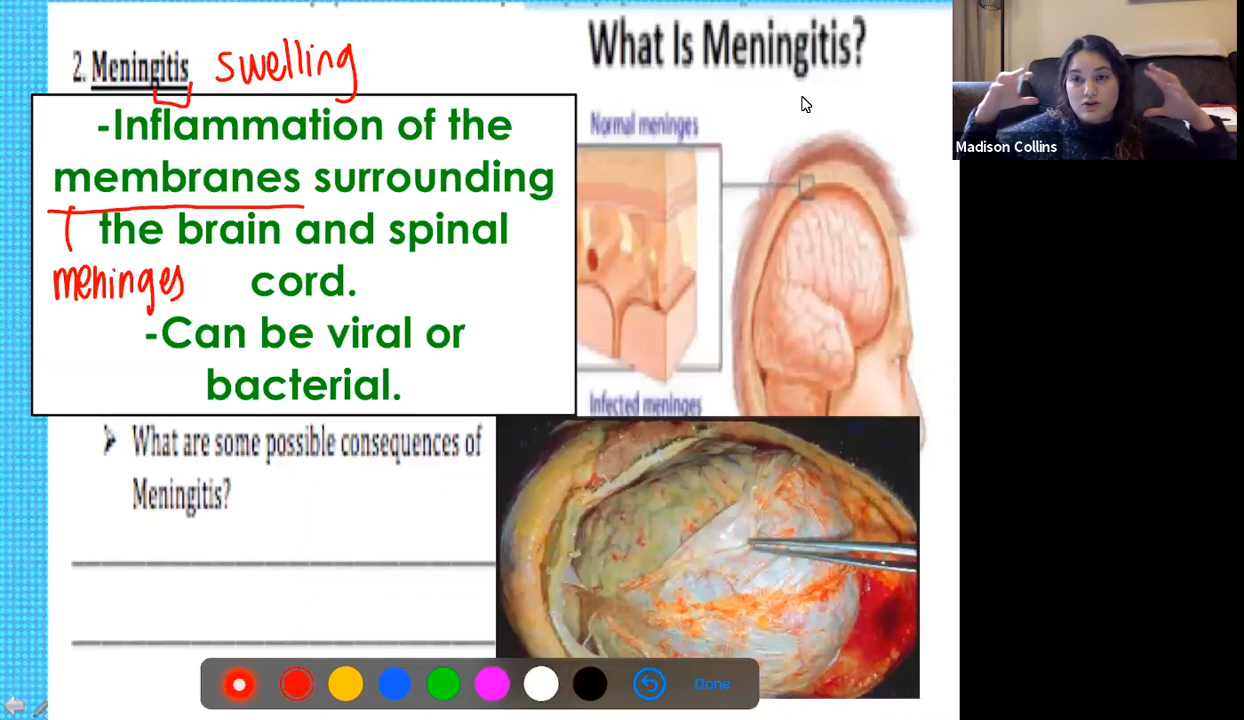 2. Meningitis swelling
-Inflammation of the
membranes surrounding
the brain and spinal
meninges cord.
-Can be viral or
bacterial.
What are some possible consequences of
Meningitis?
What Is Meningitis?
Normal meninges
Infected meninges
Madison Collins
Done